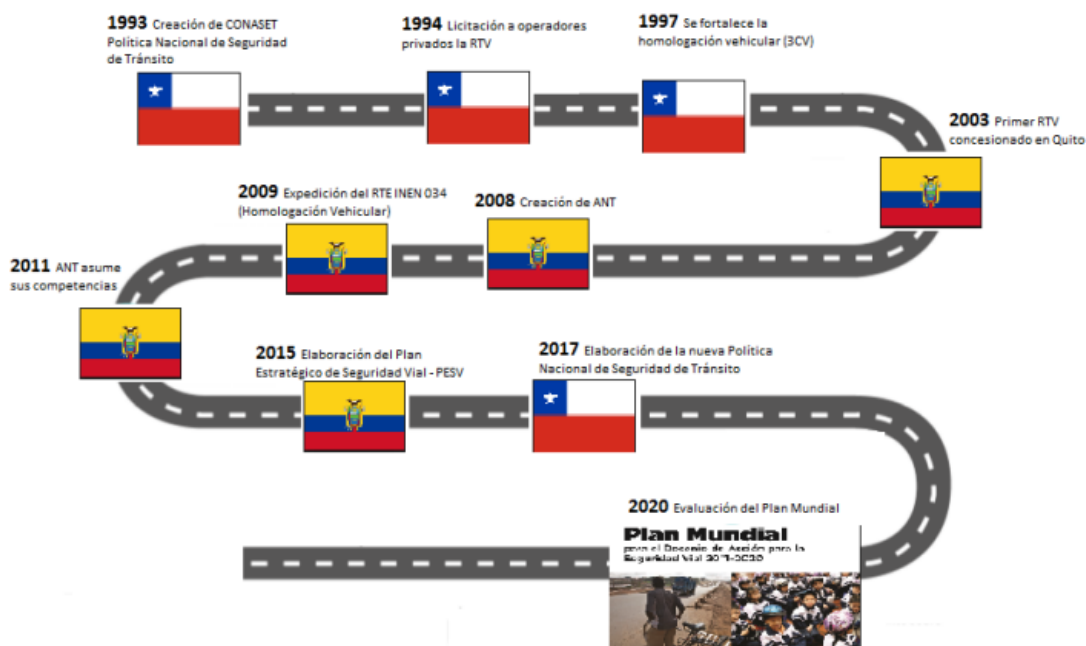 1993 Creación de CONASET
Política Nacional de Seguridad
de Tránsito
1994 Licitación a operadores
privados la RTV
1997 Se fortalece la
homologación vehicular (3CV)
2003 Primer RTV
concesionado en Quito
2008 Creación de ANT
2009 Expedición del RTE INEN 034
(Homologación Vehicular)
2011 ANT asume
sus competencias
2015 Elaboración del Plan
Estratégico de Seguridad Vial - PESV
2017 Elaboración de la nueva Política
Nacional de Seguridad de Tránsito
2020 Evaluación del Plan Mundial
Plan Mundial
para el Decenio de Acción para la
Seguridad Vial 2011-2020